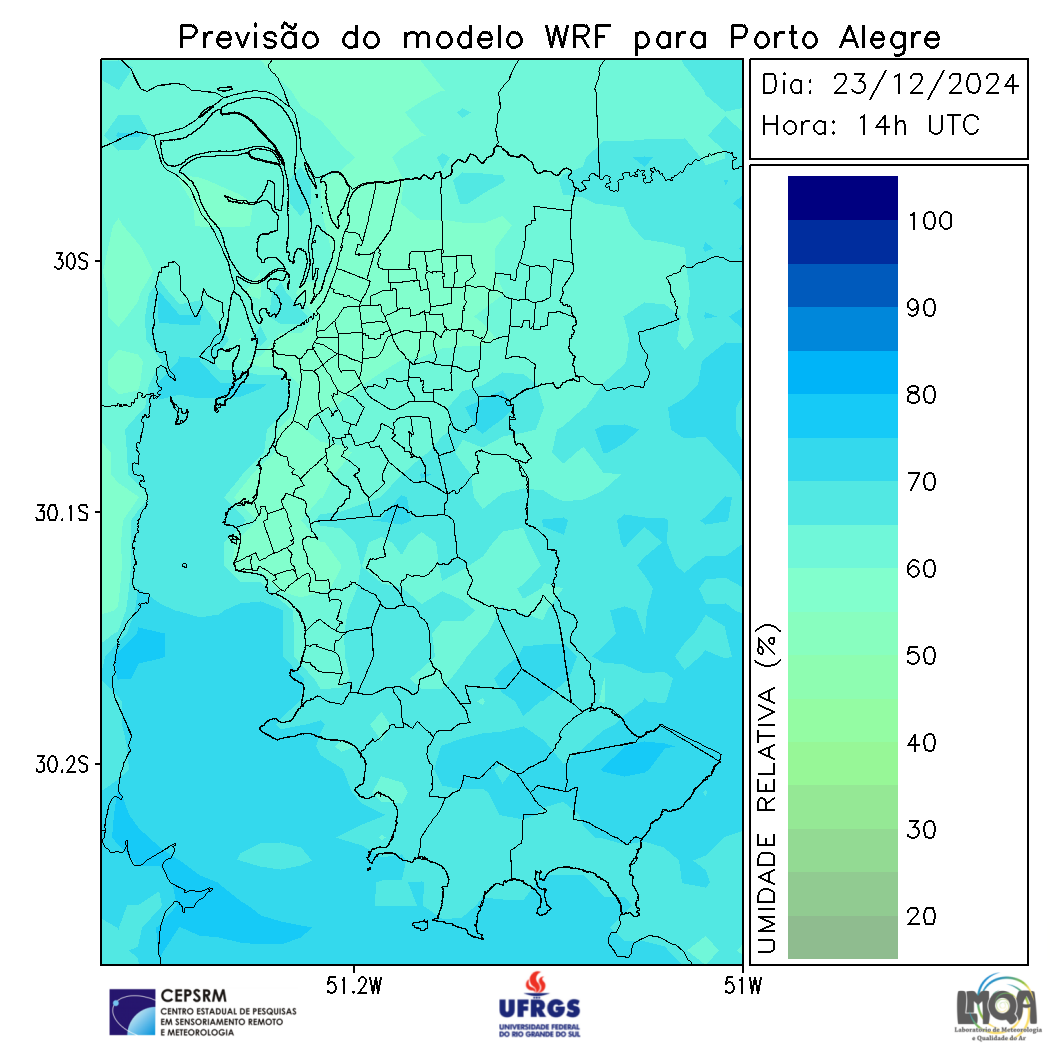 Previsão do modelo WRF para Porto Alegre
Dia: 23/12/2024
Hora: 14h UTC
30S
30.1S
30.2S
51.2W
51W
100
90
80
70
60
50
40
30
20
UMIDADE RELATIVA (%)
CEPSRM
CENTRO ESTADUAL DE PESQUISAS
EM SENSORIAMENTO REMOTO
E METEOROLOGIA
UFRGS
UNIVERSIDADE FEDERAL
DO RIO GRANDE DO SUL
LMQA
Laboratório de Meteorologia
e Qualidade do Ar